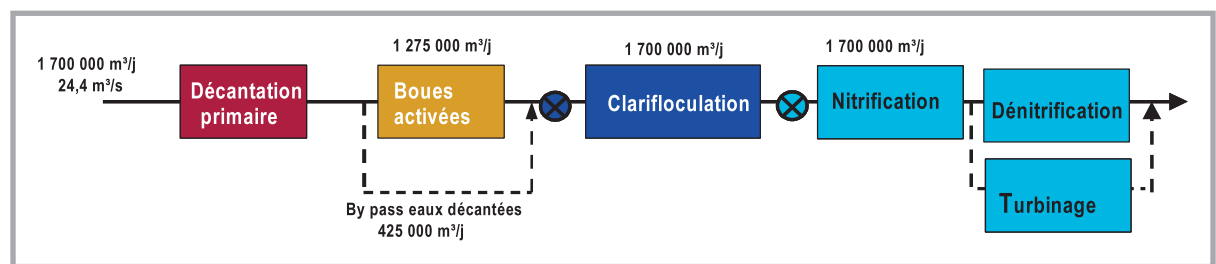 1 700 000 m³/j
24,4 m³/s
Décantation
primaire
1 275 000 m³/j
Boues
activées
By pass eaux décantées
425 000 m³/j
1 700 000 m³/j
Clarifloculation
1 700 000 m³/j
Nitrification
Dénitrification
Turbinage